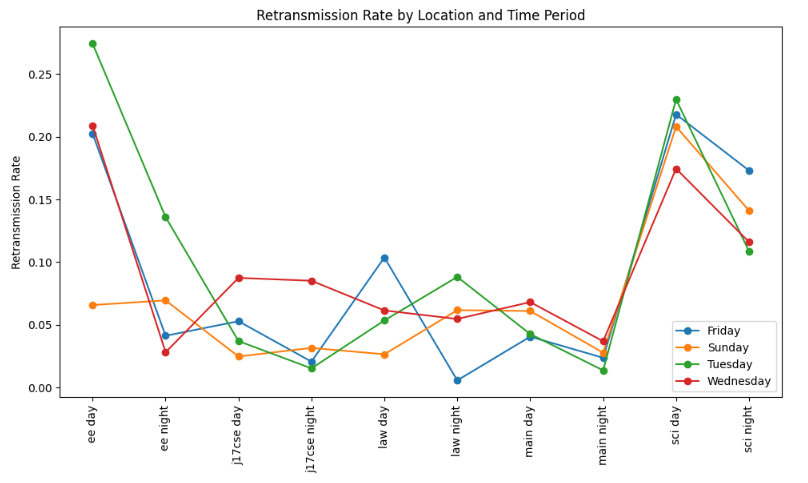 Retransmission Rate by Location and Time Period
Retransmission Rate
0.25
0.20
0.15
0.10
0.05
0.00
ee day
ee night
j17cse day
j17cse night
law day
law night
main day
main night
sci day
sci night
Friday
Sunday
Tuesday
Wednesday